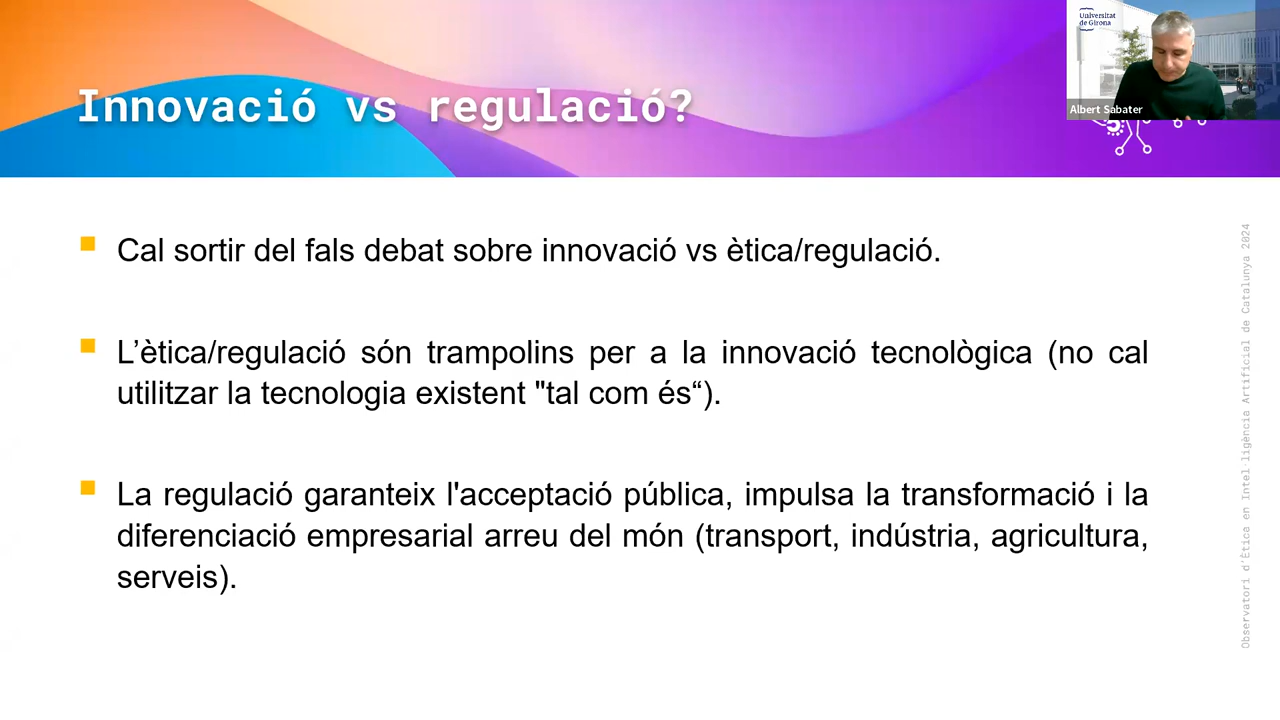 Innovació vs regulació?
Universitat
de Girona
Albert Sabater
Cal sortir del fals debat sobre innovació vs ètica/regulació.
L’ètica/regulació són trampolins per a la innovació tecnològica (no cal
utilitzar la tecnologia existent "tal com és“).
La regulació garanteix l'acceptació pública, impulsa la transformació i la
diferenciació empresarial arreu del món (transport, indústria, agricultura,
serveis).
Observatori d'Ètica en Intel·ligència Artificial de Catalunya 2024